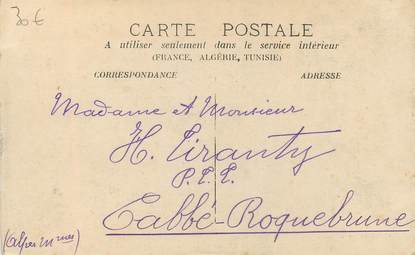 30€
CARTE POSTALE
A utiliser seulement dans le service intérieur
(FRANCE, ALGÉRIE, TUNISIE)
CORRESPONDANCE ADRESSE
Madame et Monsieur
H. Tiranty
P.L.L.
Cabbé-Roquebrune
(Alpes Mmes)